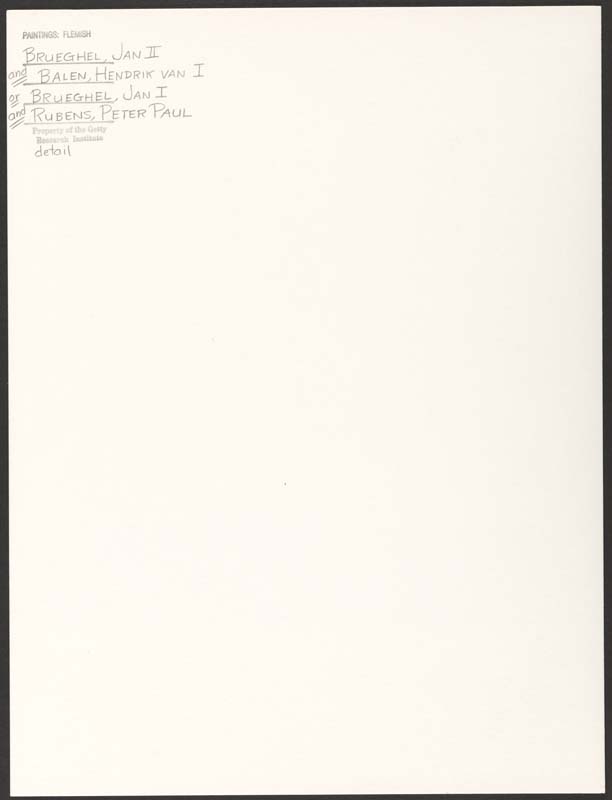 PAINTINGS: FLEMISH
BRUEGHEL, JAN II
and BALEN, HENDRIK VAN I
or BRUEGHEL, JAN I
and RUBENS, PETER PAUL
Property of the Getty
Research Institute
detail